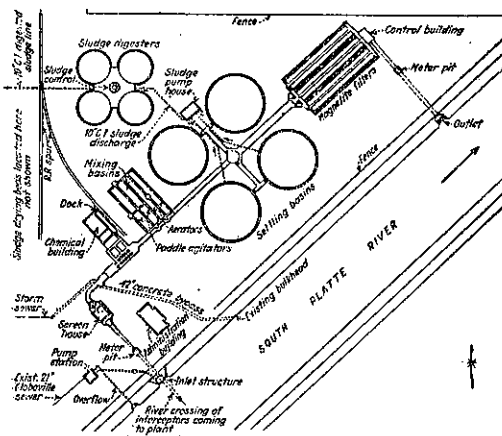 Fence
Control building
Meter pit
Magnetite filters
Outlet
Sludge digesters
Sludge control
Sludge
pump
house
10" C.I. digested
sludge line
10" C.I. sludge
discharge
Sludge drying beds located here
not shown
R.R. spur
Mixing
basins
Settling basins
Fence
Dock
Chemical
building
Aerators
Paddle agitators
Storm
sewer
42" concrete bypass
Existing bulkhead
SOUTH PLATTE RIVER
Screen
house
Administration
building
Meter
pit
Pump
station
Inlet structure
Exist. 21"
Globeville
sewer
Overflow
River crossing of
interceptors coming
to plant